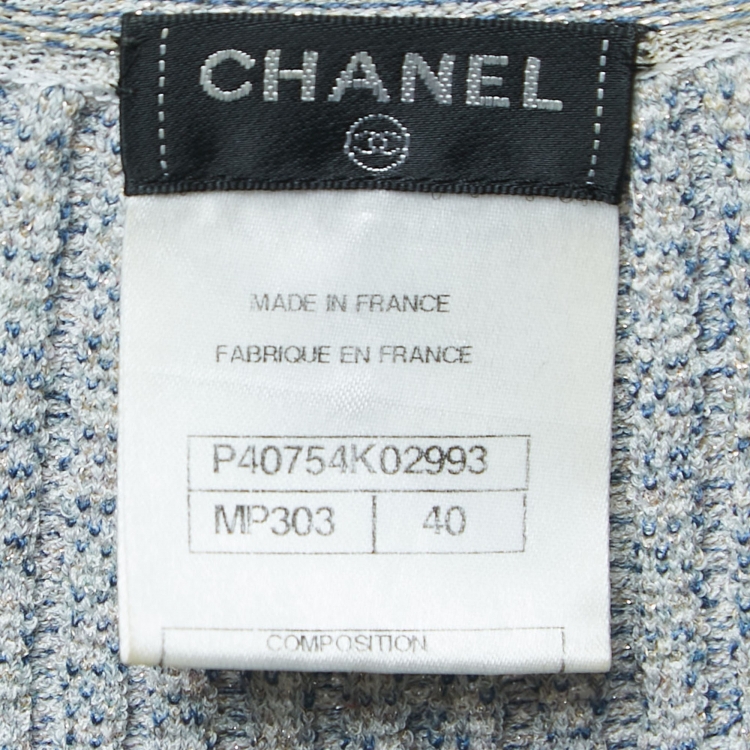 CHANEL
MADE IN FRANCE
FABRIQUE EN FRANCE
P40754K02993
MP303 40
COMPOSITION